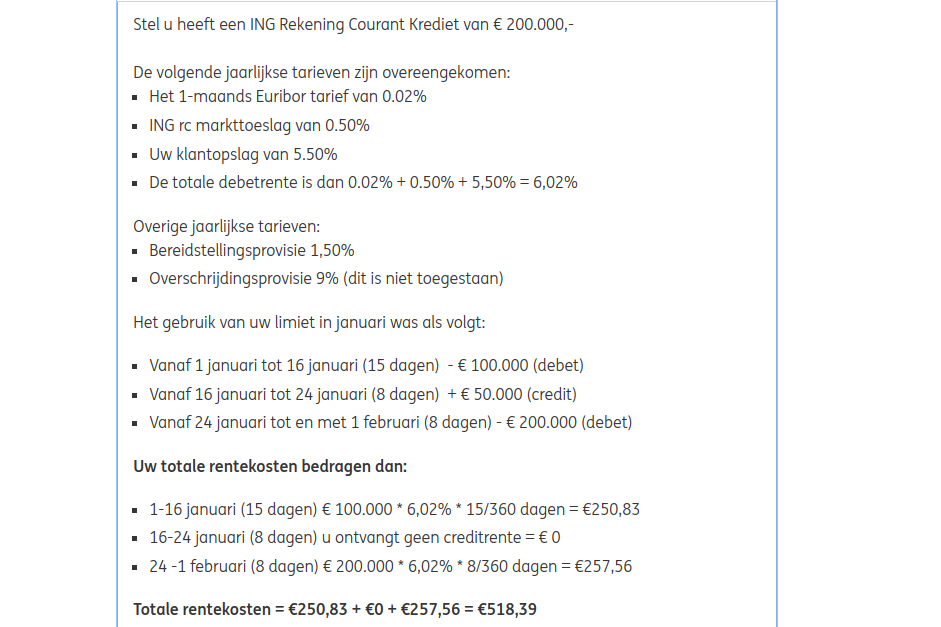 Stel u heeft een ING Rekening Courant Krediet van € 200.000,-
De volgende jaarlijkse tarieven zijn overeengekomen:
▪ Het 1-maands Euribor tarief van 0.02%
▪ ING rc markttoeslag van 0.50%
▪ Uw klantopslag van 5.50%
▪ De totale debetrente is dan 0.02% + 0.50% + 5,50% = 6,02%
Overige jaarlijkse tarieven:
▪ Bereidstellingsprovisie 1,50%
▪ Overschrijdingsprovisie 9% (dit is niet toegestaan)
Het gebruik van uw limiet in januari was als volgt:
▪ Vanaf 1 januari tot 16 januari (15 dagen)  - € 100.000 (debet)
▪ Vanaf 16 januari tot 24 januari (8 dagen)  + € 50.000 (credit)
▪ Vanaf 24 januari tot en met 1 februari (8 dagen) - € 200.000 (debet)
Uw totale rentekosten bedragen dan:
▪ 1-16 januari (15 dagen) € 100.000 * 6,02% * 15/360 dagen = €250,83
▪ 16-24 januari (8 dagen) u ontvangt geen creditrente = € 0
▪ 24 -1 februari (8 dagen) € 200.000 * 6,02% * 8/360 dagen = €257,56
Totale rentekosten = €250,83 + €0 + €257,56 = €518,39